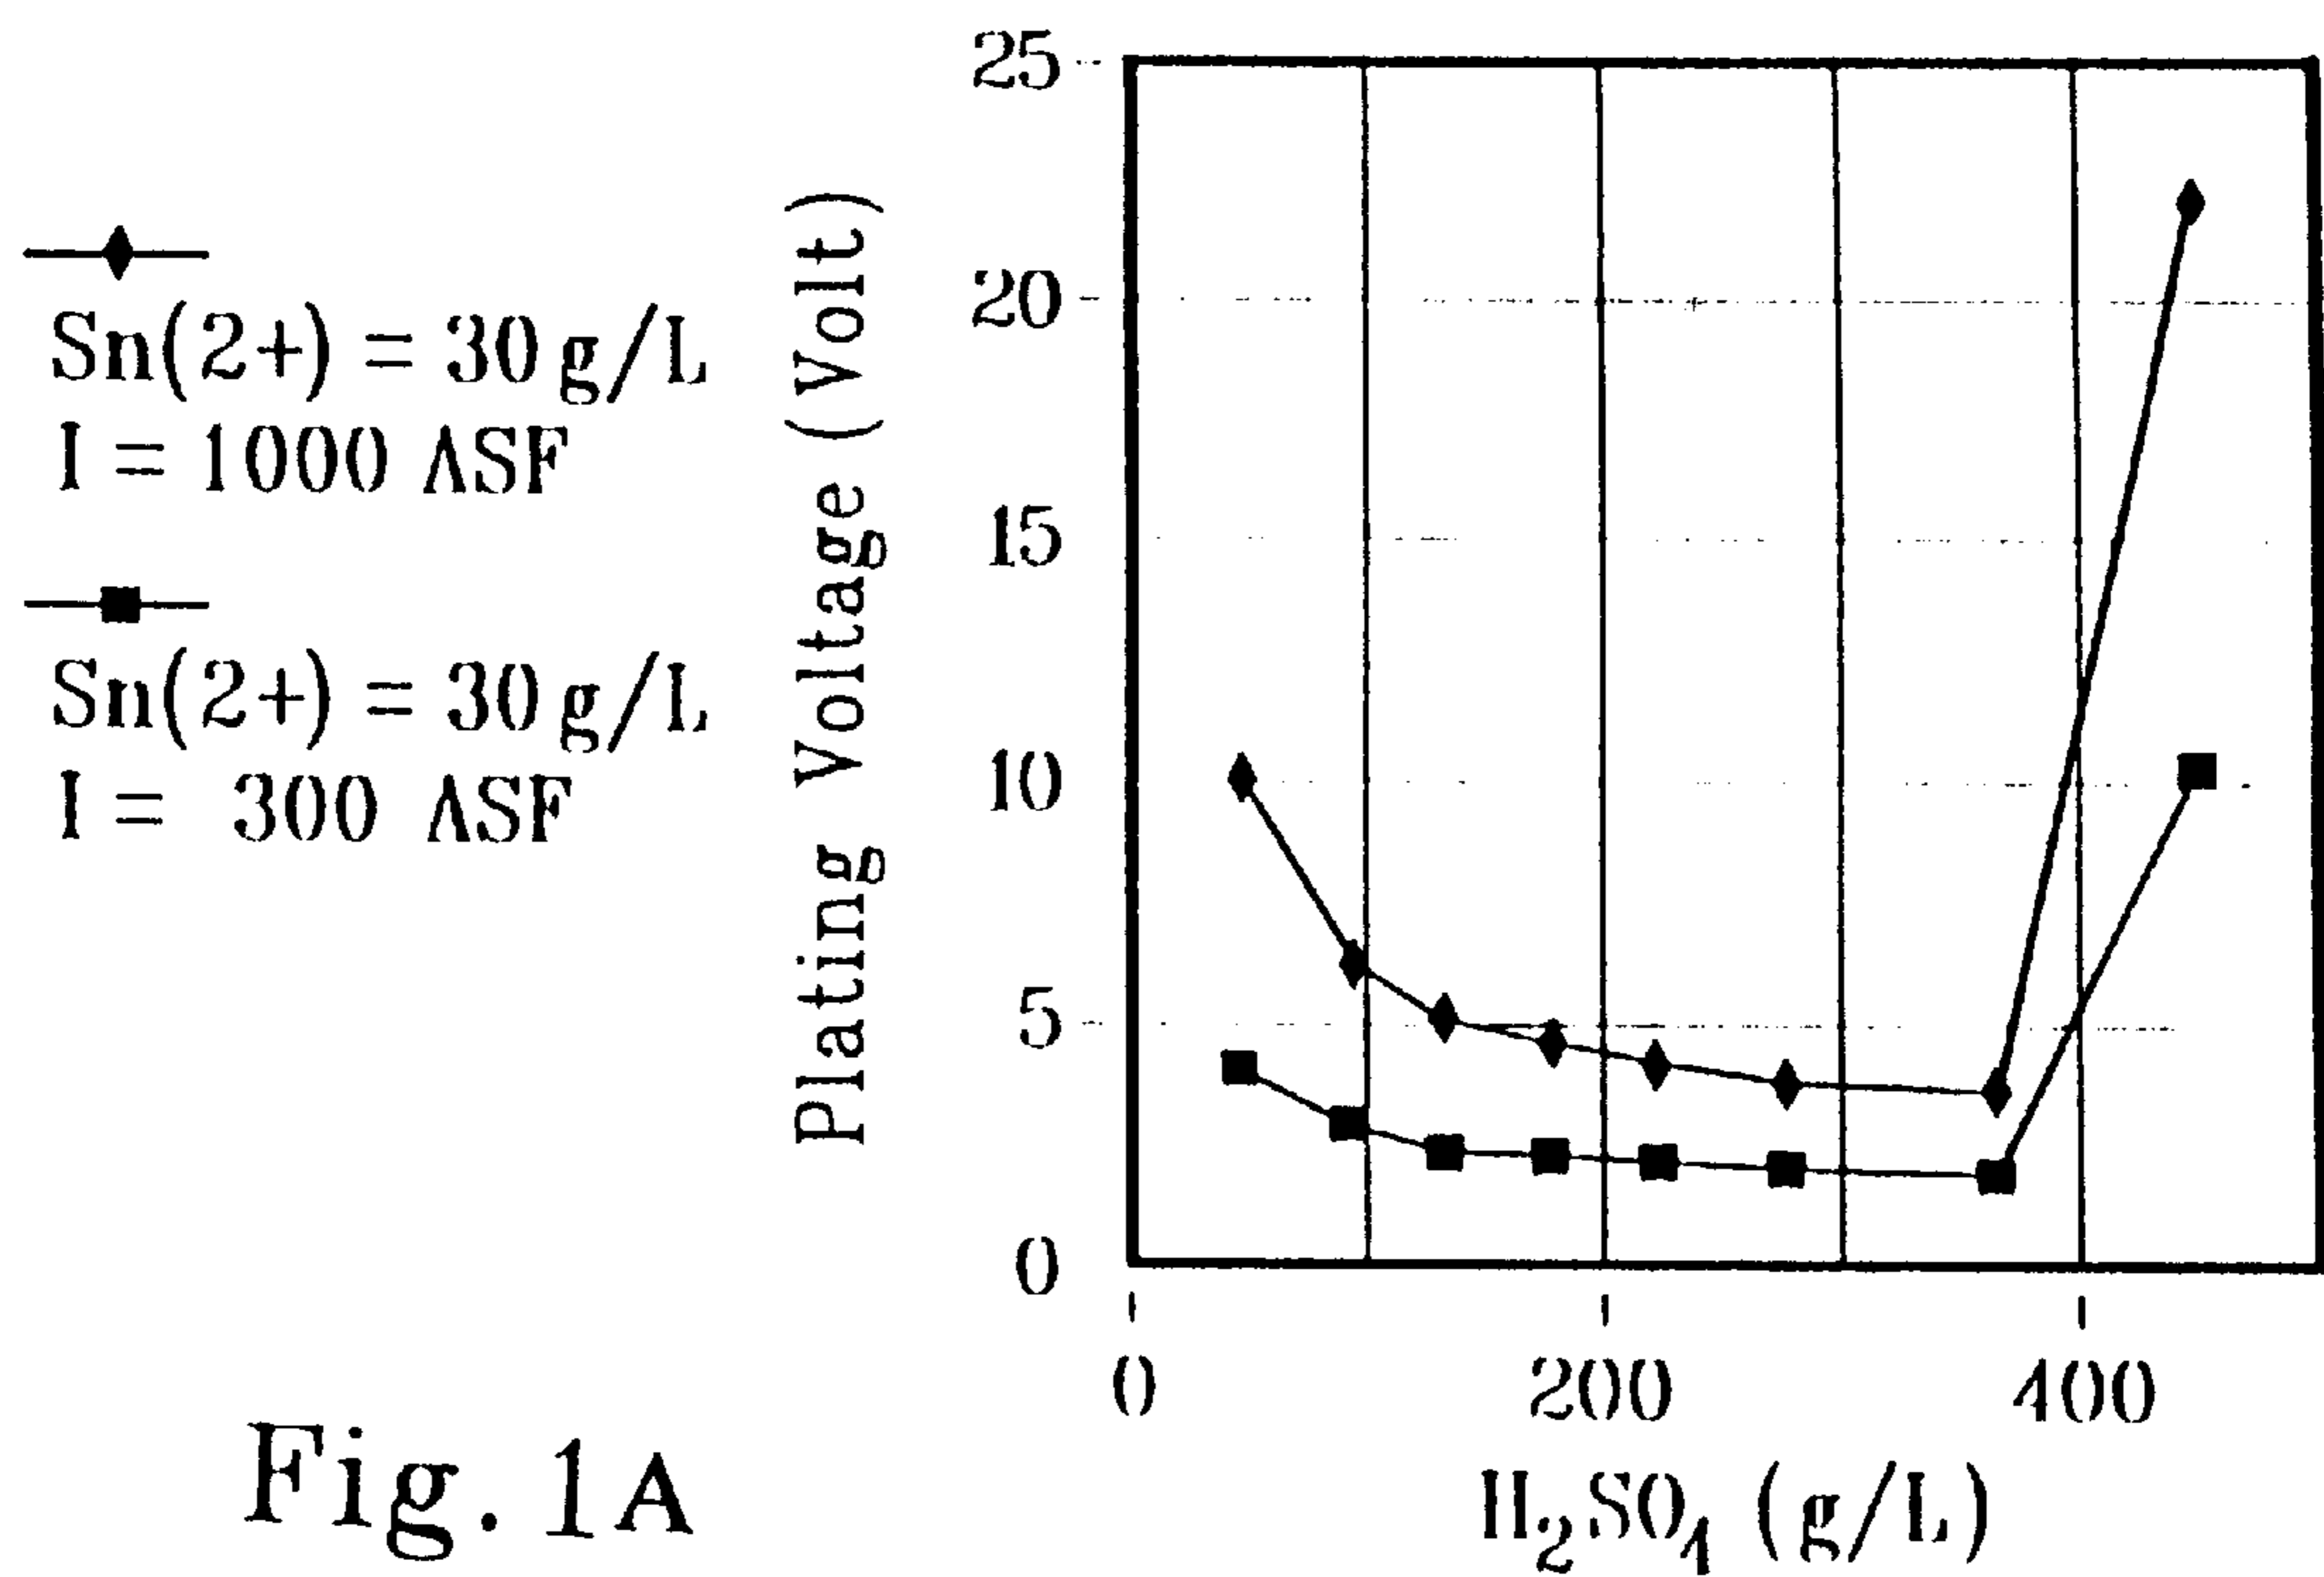 Sn(2+) = 30 g/L
I = 1000 ASF
Sn(2+) = 30 g/L
I = 300 ASF
Plating Voltage (Volt)
25
20
15
10
5
0
0 200 400
H₂SO₄ (g/L)
Fig. 1A